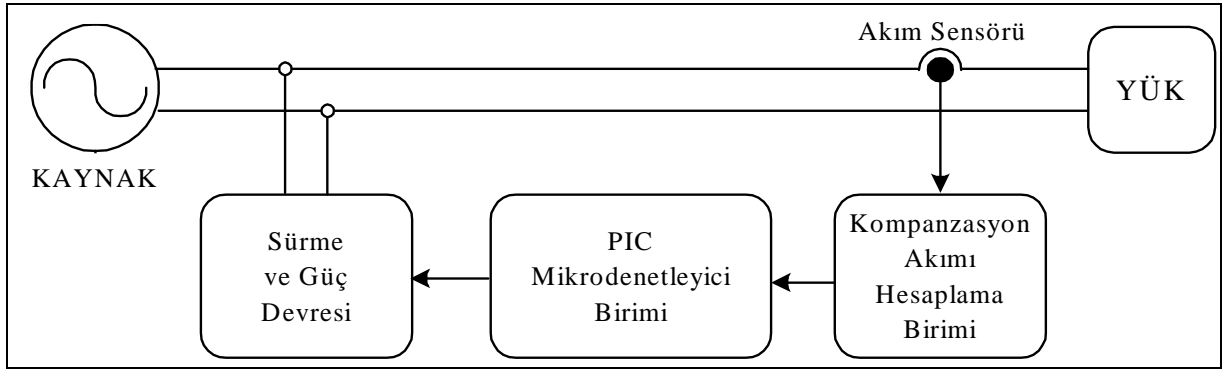 Akım Sensörü
YÜK
KAYNAK
Sürme
ve Güç
Devresi
PIC
Mikrodenetleyici
Birimi
Kompanzasyon
Akımı
Hesaplama
Birimi